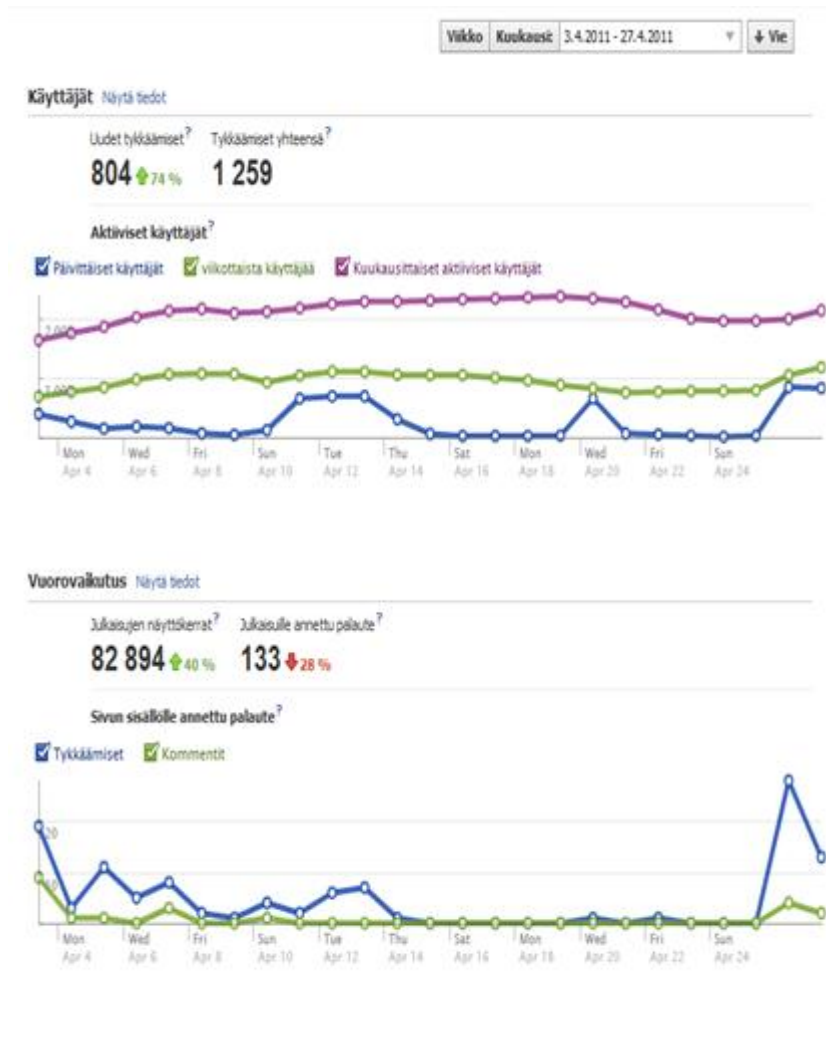 Viikko Kuukausi: 3.4.2011 - 27.4.2011 Vie
Käyttäjät Näytä tiedot
Uudet tykkäämiset? Tykkäämiset yhteensä?
804 74 % 1 259
Aktiiviset käyttäjät?
Päivittäiset käyttäjät viikottaista käyttäjää Kuukausittaiset aktiiviset käyttäjät
2 000
1 000
Mon Wed Fri Sun Tue Thu Sat Mon Wed Fri Sun
Apr 4 Apr 6 Apr 8 Apr 10 Apr 12 Apr 14 Apr 16 Apr 18 Apr 20 Apr 22 Apr 24
Vuorovaikutus Näytä tiedot
Julkaisujen näyttökerrat? Julkaisuille annettu palaute?
82 894 40 % 133 28 %
Sivun sisällölle annettu palaute?
Tykkäämiset Kommentit
20
10
Mon Wed Fri Sun Tue Thu Sat Mon Wed Fri Sun
Apr 4 Apr 6 Apr 8 Apr 10 Apr 12 Apr 14 Apr 16 Apr 18 Apr 20 Apr 22 Apr 24